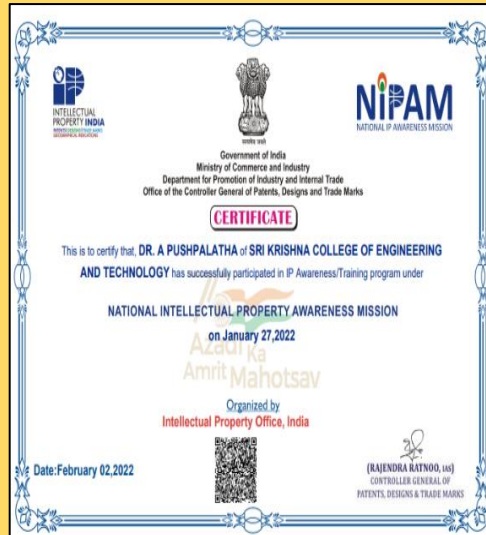 INTELLECTUAL
PROPERTY INDIA
NiPAM
NATIONAL IP AWARENESS MISSION
Government of India
Ministry of Commerce and Industry
Department for Promotion of Industry and Internal Trade
Office of the Controller General of Patents, Designs and Trade Marks
CERTIFICATE
This is to certify that, DR. A PUSHPALATHA of SRI KRISHNA COLLEGE OF ENGINEERING
AND TECHNOLOGY has successfully participated in IP Awareness/Training program under
NATIONAL INTELLECTUAL PROPERTY AWARENESS MISSION
on January 27,2022
Azadi Ka
Amrit Mahotsav
Organized by
Intellectual Property Office, India
Date:February 02,2022
(RAJENDRA RATNOO, IAS)
CONTROLLER GENERAL OF
PATENTS, DESIGNS & TRADE MARKS